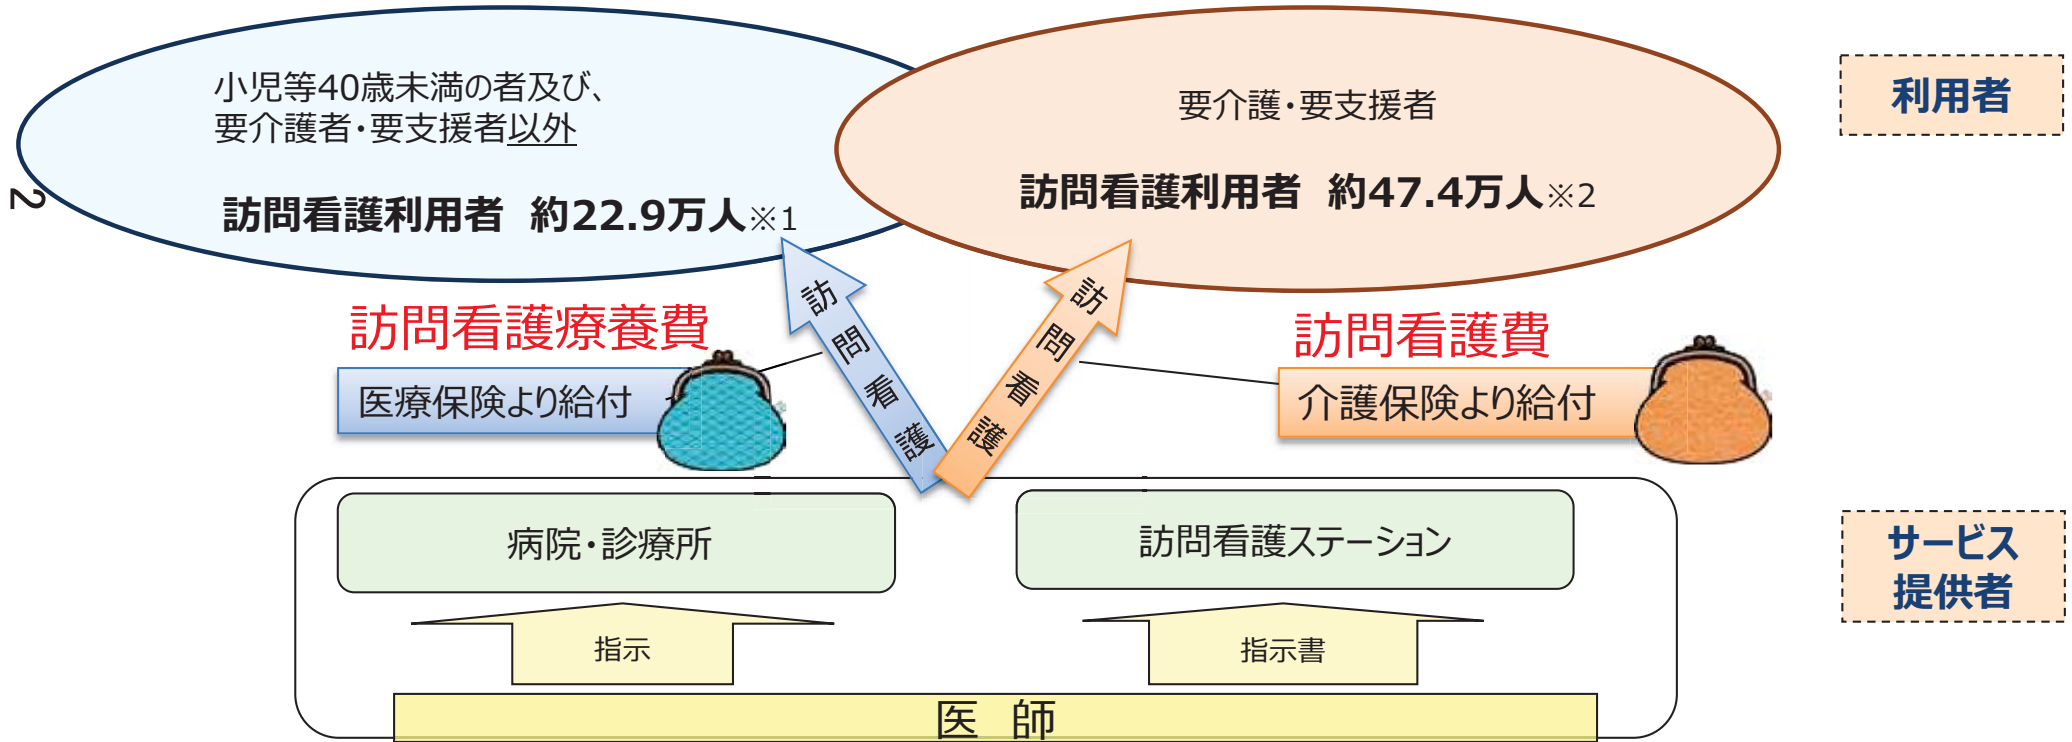 小児等40歳未満の者及び、
要介護者・要支援者以外
訪問看護利用者 約22.9万人※1
要介護・要支援者
訪問看護利用者 約47.4万人※2
利用者
2
訪問看護療養費
医療保険より給付
訪問看護
訪問看護
訪問看護費
介護保険より給付
病院・診療所
訪問看護ステーション
サービス
提供者
指示
指示書
医 師